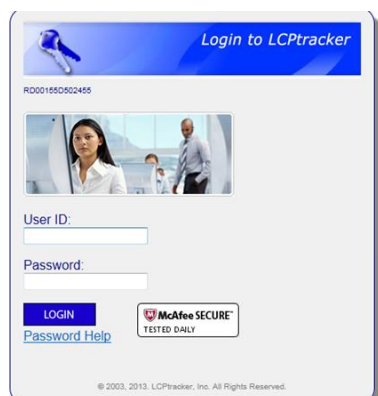 Login to LCPtracker
RD00155D502455
User ID:
Password:
LOGIN
McAfee SECURE™
TESTED DAILY
Password Help
© 2003, 2013. LCPtracker, Inc. All Rights Reserved.